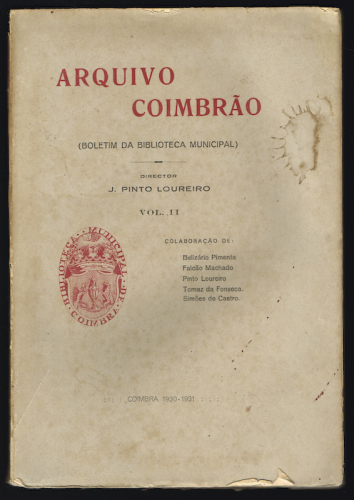 ARQUIVO
COIMBRÃO
(BOLETIM DA BIBLIOTECA MUNICIPAL)
DIRECTOR
J. PINTO LOUREIRO
VOL. II
COLABORAÇÃO DE:
Belizário Pimenta
Falcão Machado
Pinto Loureiro
Tomaz da Fonseca.
Simões de Castro.
BIBLIOTECA MUNICIPAL DE COIMBRA
COIMBRA 1930-1931